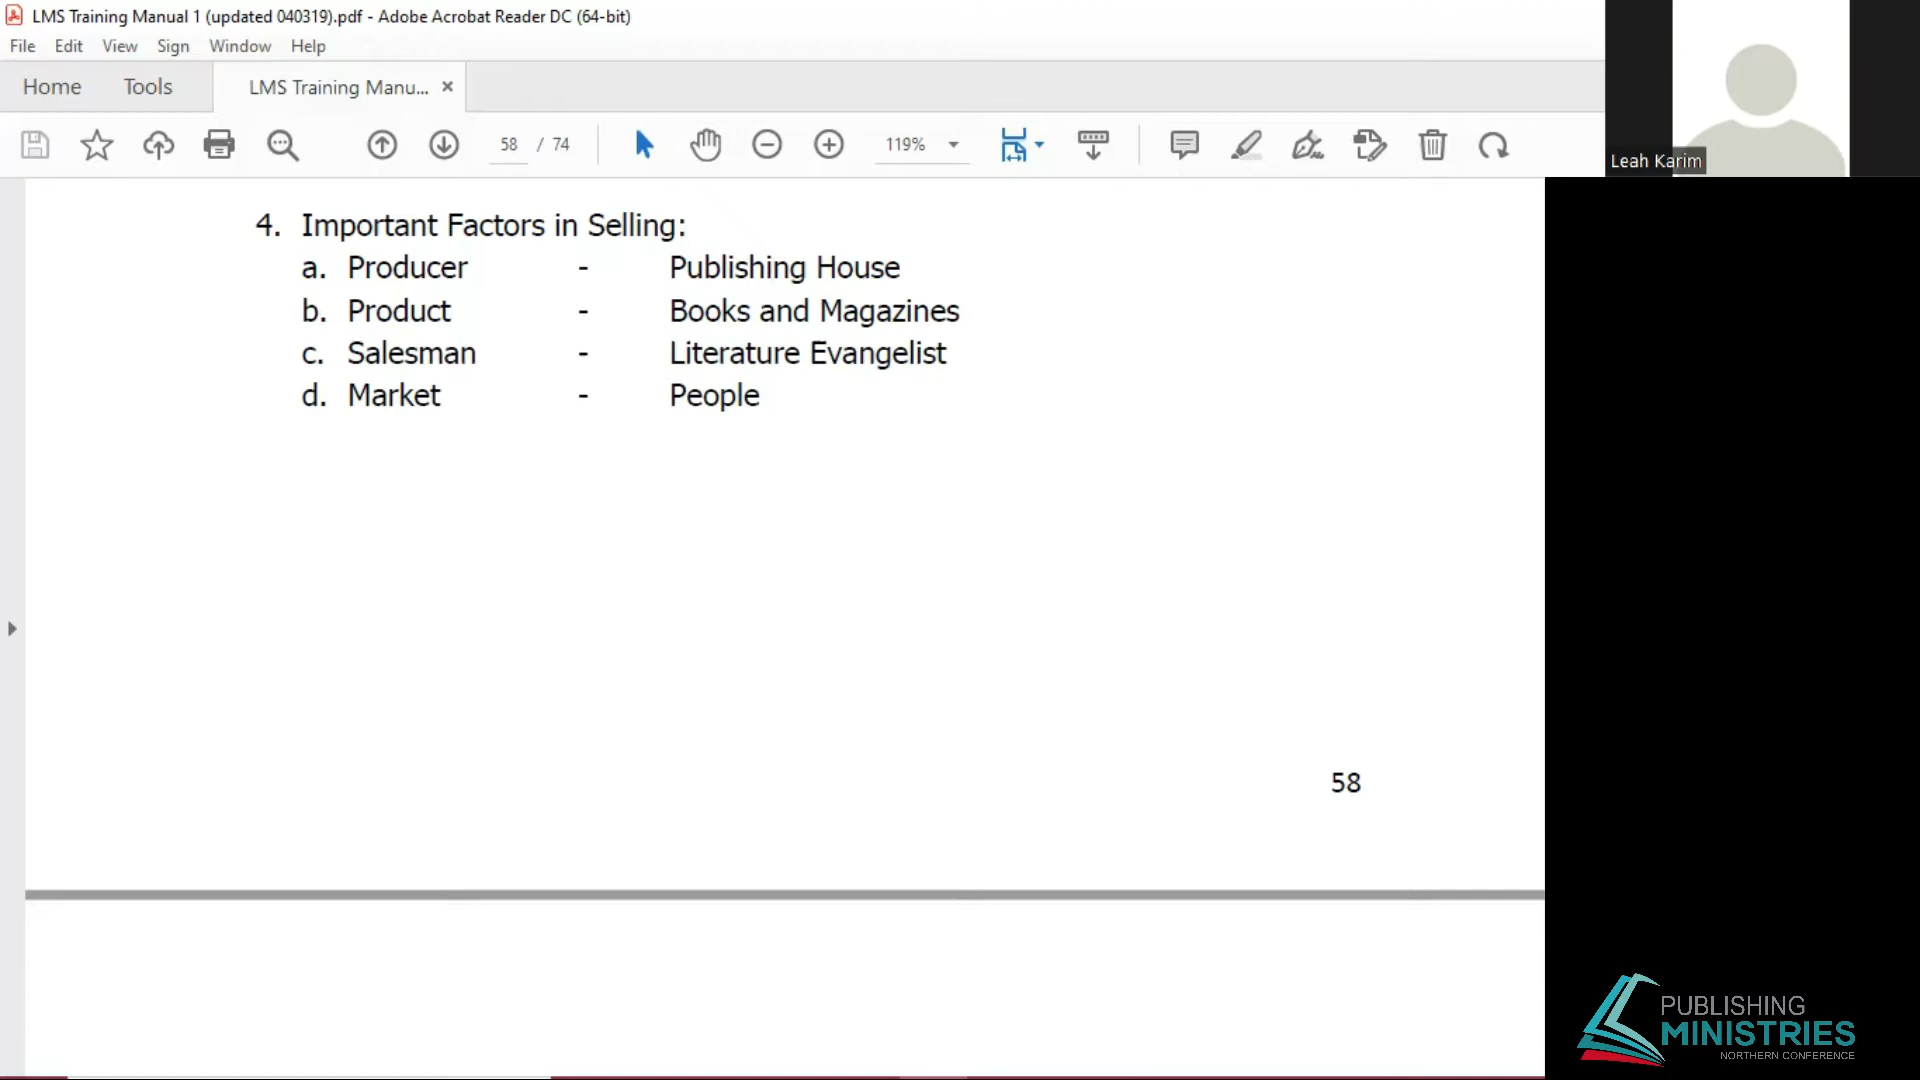 LMS Training Manual 1 (updated 040319).pdf - Adobe Acrobat Reader DC (64-bit)
File Edit View Sign Window Help
Home Tools LMS Training Manu... ×
58 / 74 119%
Leah Karim
4. Important Factors in Selling:
a. Producer - Publishing House
b. Product - Books and Magazines
c. Salesman - Literature Evangelist
d. Market - People
58
PUBLISHING
MINISTRIES
NORTHERN CONFERENCE